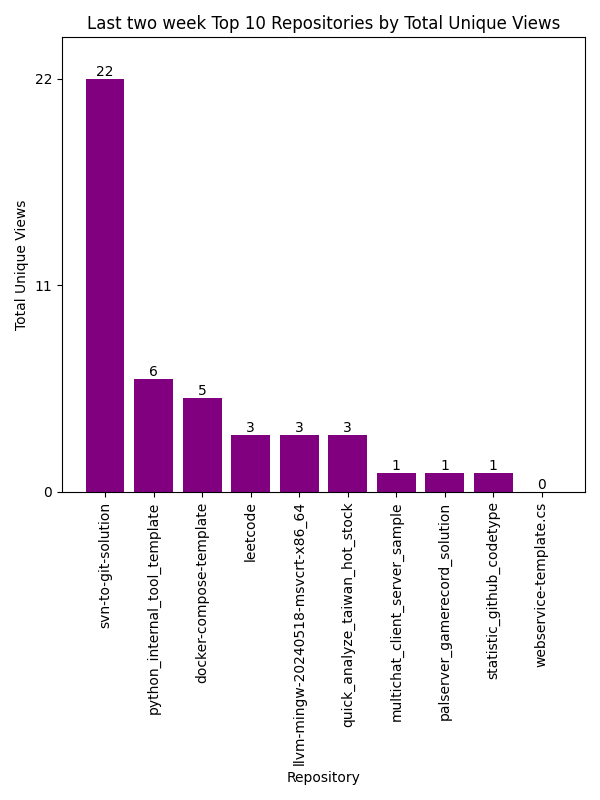 Last two week Top 10 Repositories by Total Unique Views
Total Unique Views
22
11
0
22
6
5
3
3
3
1
1
1
0
svn-to-git-solution
python_internal_tool_template
docker-compose-template
leetcode
llvm-mingw-20240518-msvcrt-x86_64
quick_analyze_taiwan_hot_stock
multichat_client_server_sample
palserver_gamerecord_solution
statistic_github_codetype
webservice-template.cs
Repository